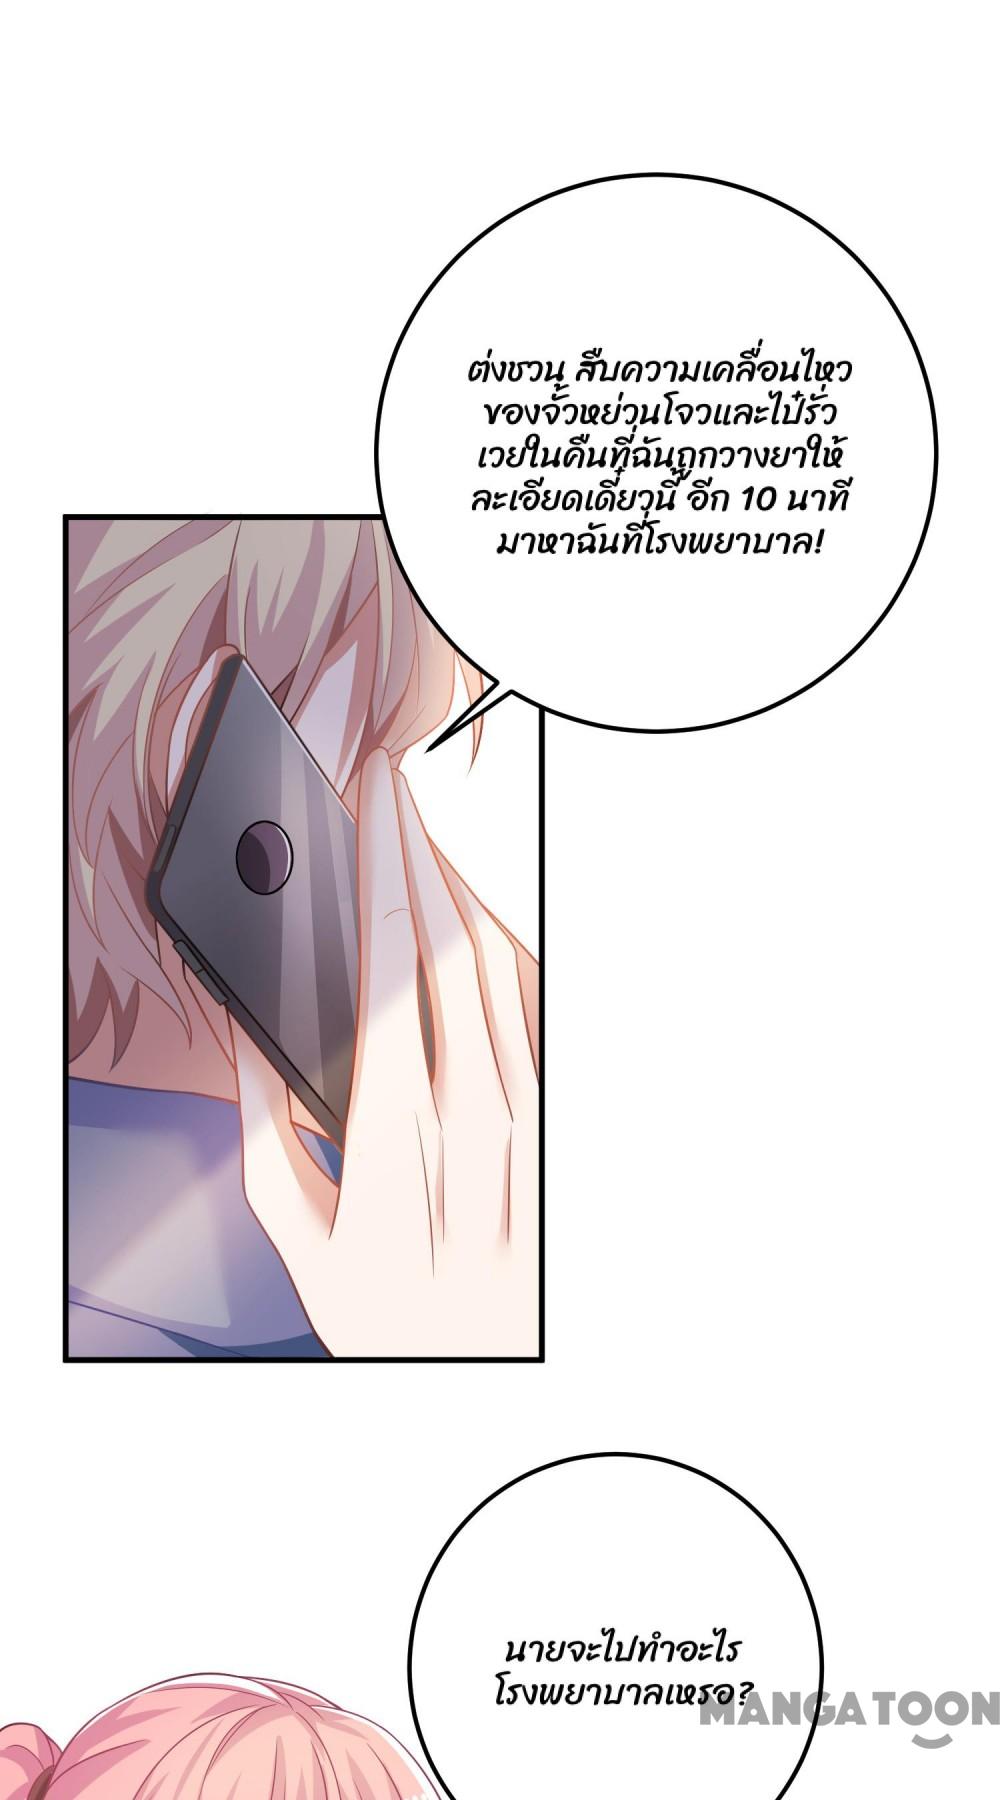 ต่งชวน สืบความเคลื่อนไหว
ของจั้วหย่วนโจวและไป๋รั่ว
เวยในคืนที่ฉันถูกวางยาให้
ละเอียดเดี๋ยวนี้ อีก 10 นาที
มาหาฉันที่โรงพยาบาล!
นายจะไปทำอะไร
โรงพยาบาลเหรอ?
MANGATOON